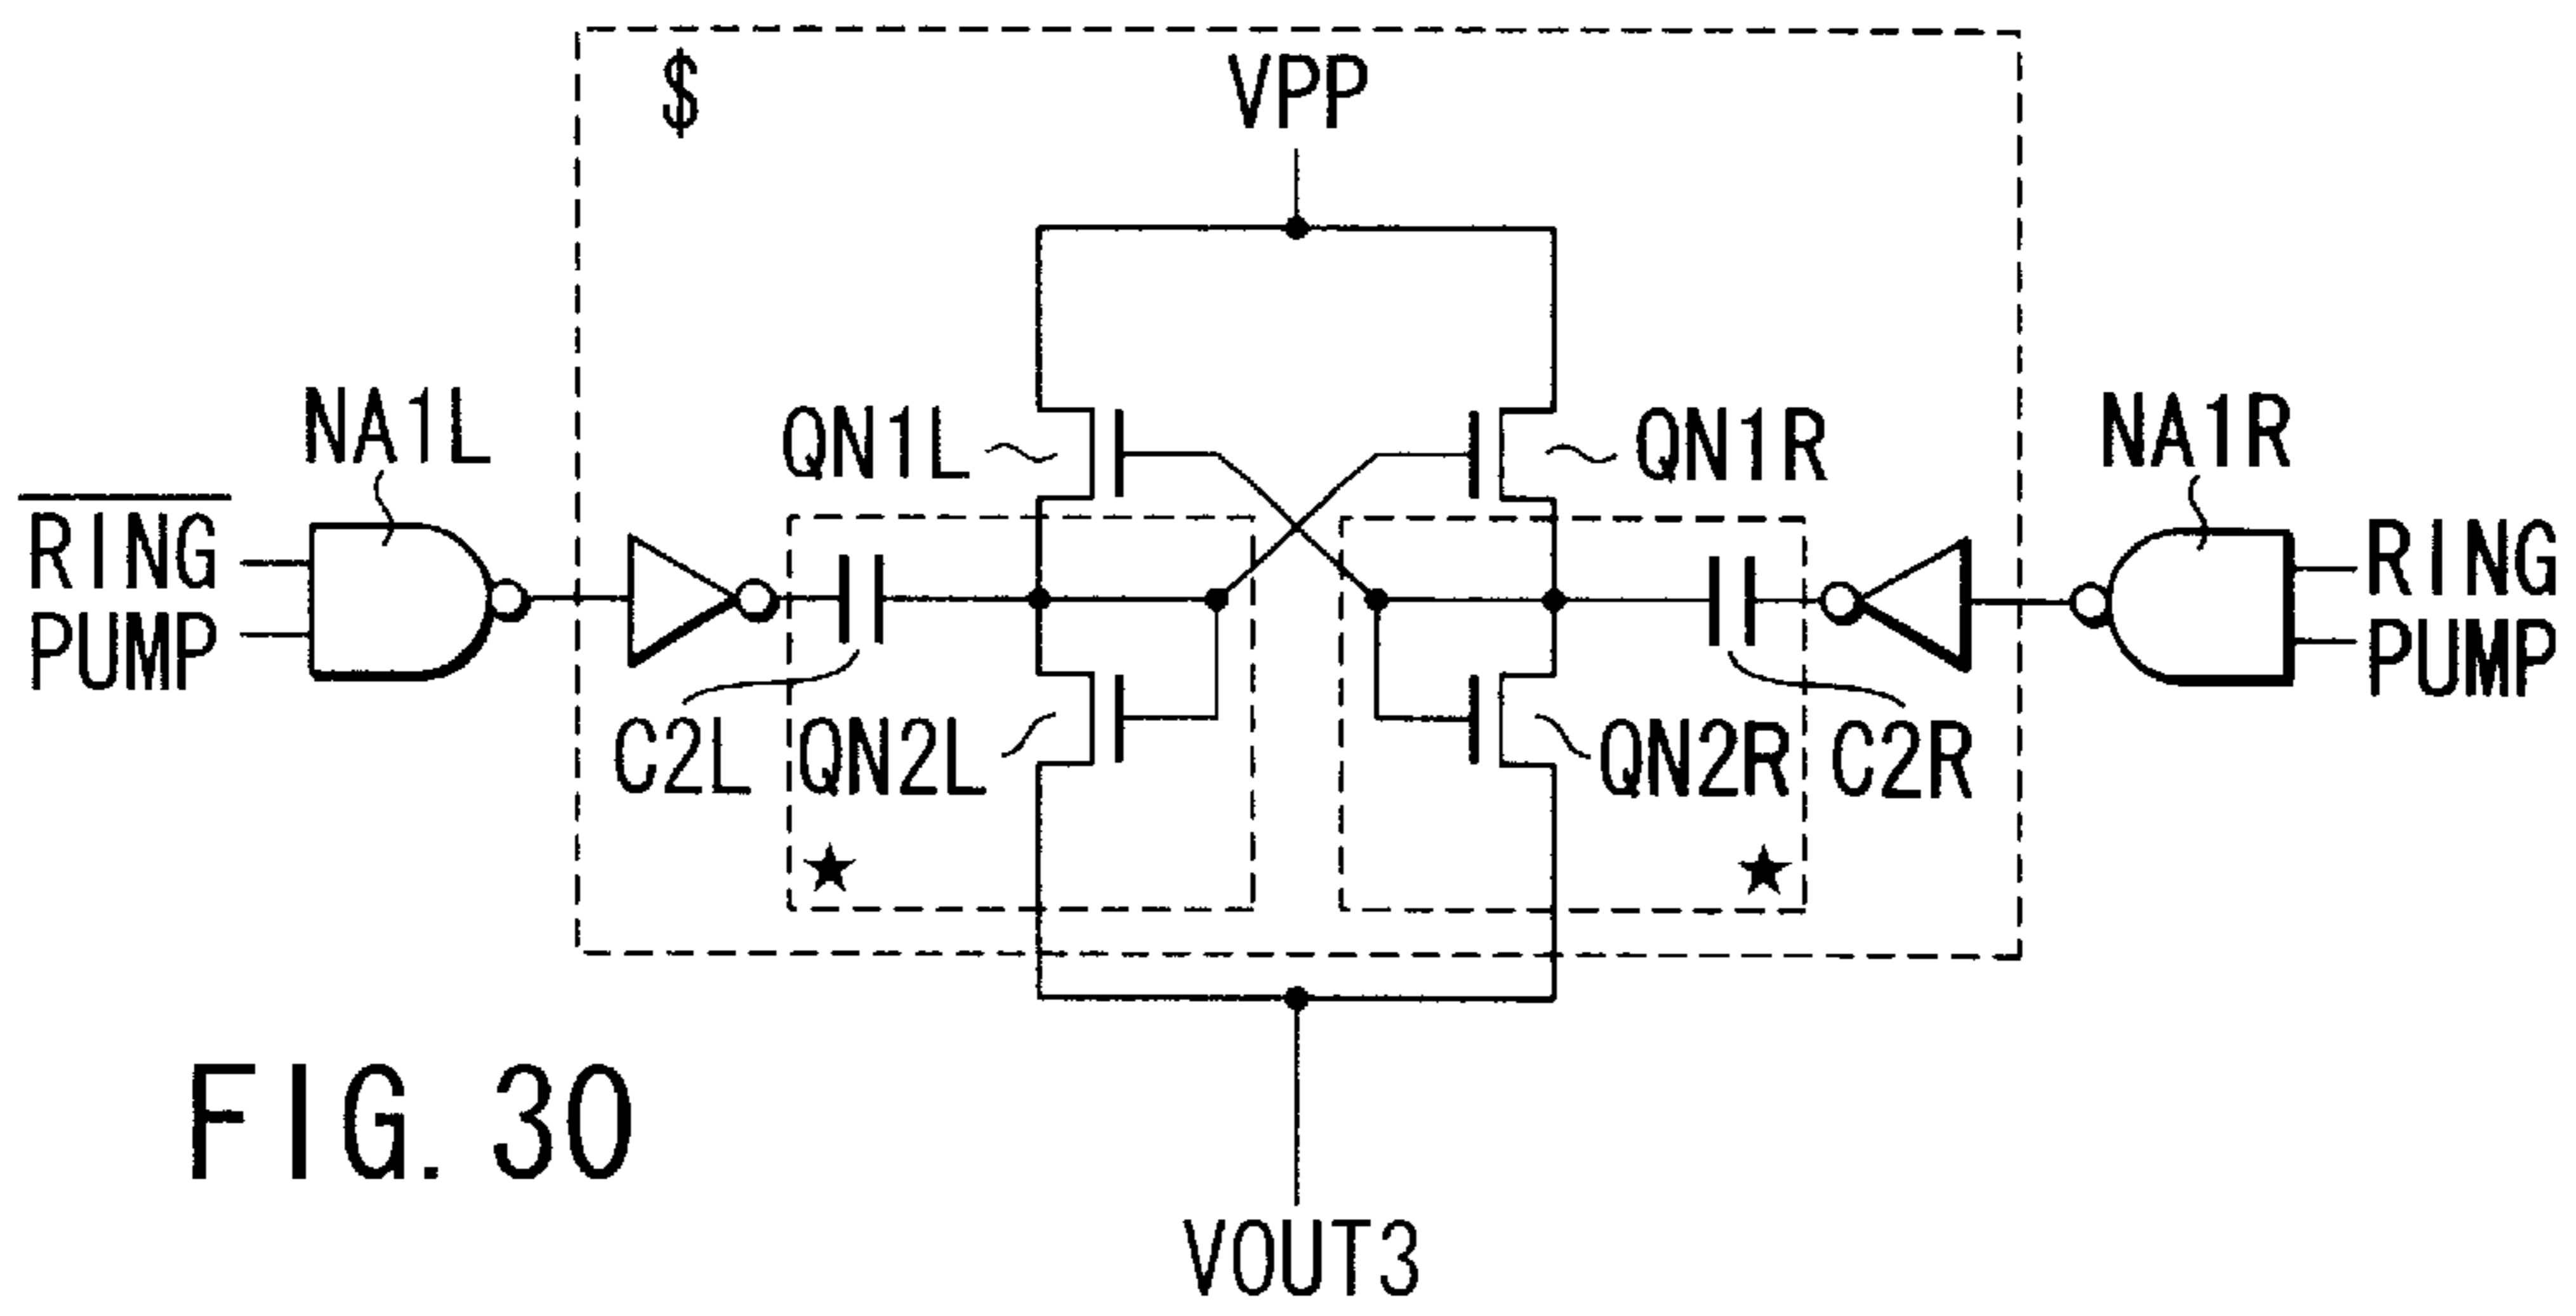 $
VPP
NA1L
QN1L
QN1R
NA1R
RING
PUMP
RING
PUMP
C2L
QN2L
QN2R
C2R
★
★
VOUT3
FIG. 30